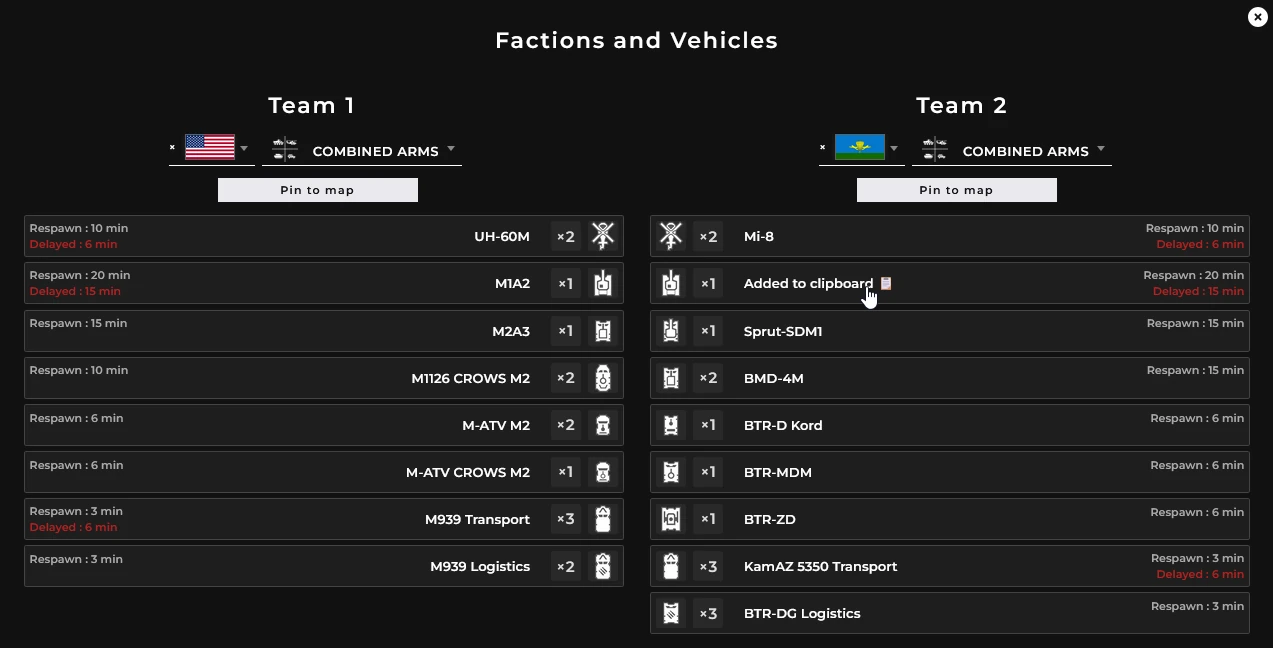 Factions and Vehicles
Team 1
COMBINED ARMS
Pin to map
Respawn : 10 min
Delayed : 6 min
UH-60M
×2
Respawn : 20 min
Delayed : 15 min
M1A2
×1
Respawn : 15 min
M2A3
×1
Respawn : 10 min
M1126 CROWS M2
×2
Respawn : 6 min
M-ATV M2
×2
Respawn : 6 min
M-ATV CROWS M2
×1
Respawn : 3 min
Delayed : 6 min
M939 Transport
×3
Respawn : 3 min
M939 Logistics
×2
Team 2
COMBINED ARMS
Pin to map
×2
Mi-8
Respawn : 10 min
Delayed : 6 min
×1
Added to clipboard
Respawn : 20 min
Delayed : 15 min
×1
Sprut-SDM1
Respawn : 15 min
×2
BMD-4M
Respawn : 15 min
×1
BTR-D Kord
Respawn : 6 min
×1
BTR-MDM
Respawn : 6 min
×1
BTR-ZD
Respawn : 6 min
×3
KamAZ 5350 Transport
Respawn : 3 min
Delayed : 6 min
×3
BTR-DG Logistics
Respawn : 3 min